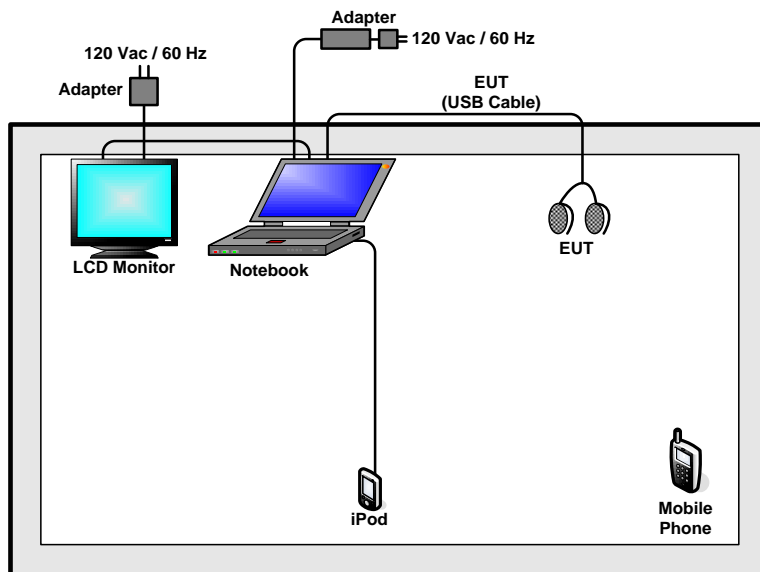 Adapter
120 Vac / 60 Hz
120 Vac / 60 Hz
Adapter
EUT
(USB Cable)
LCD Monitor
Notebook
EUT
iPod
Mobile
Phone